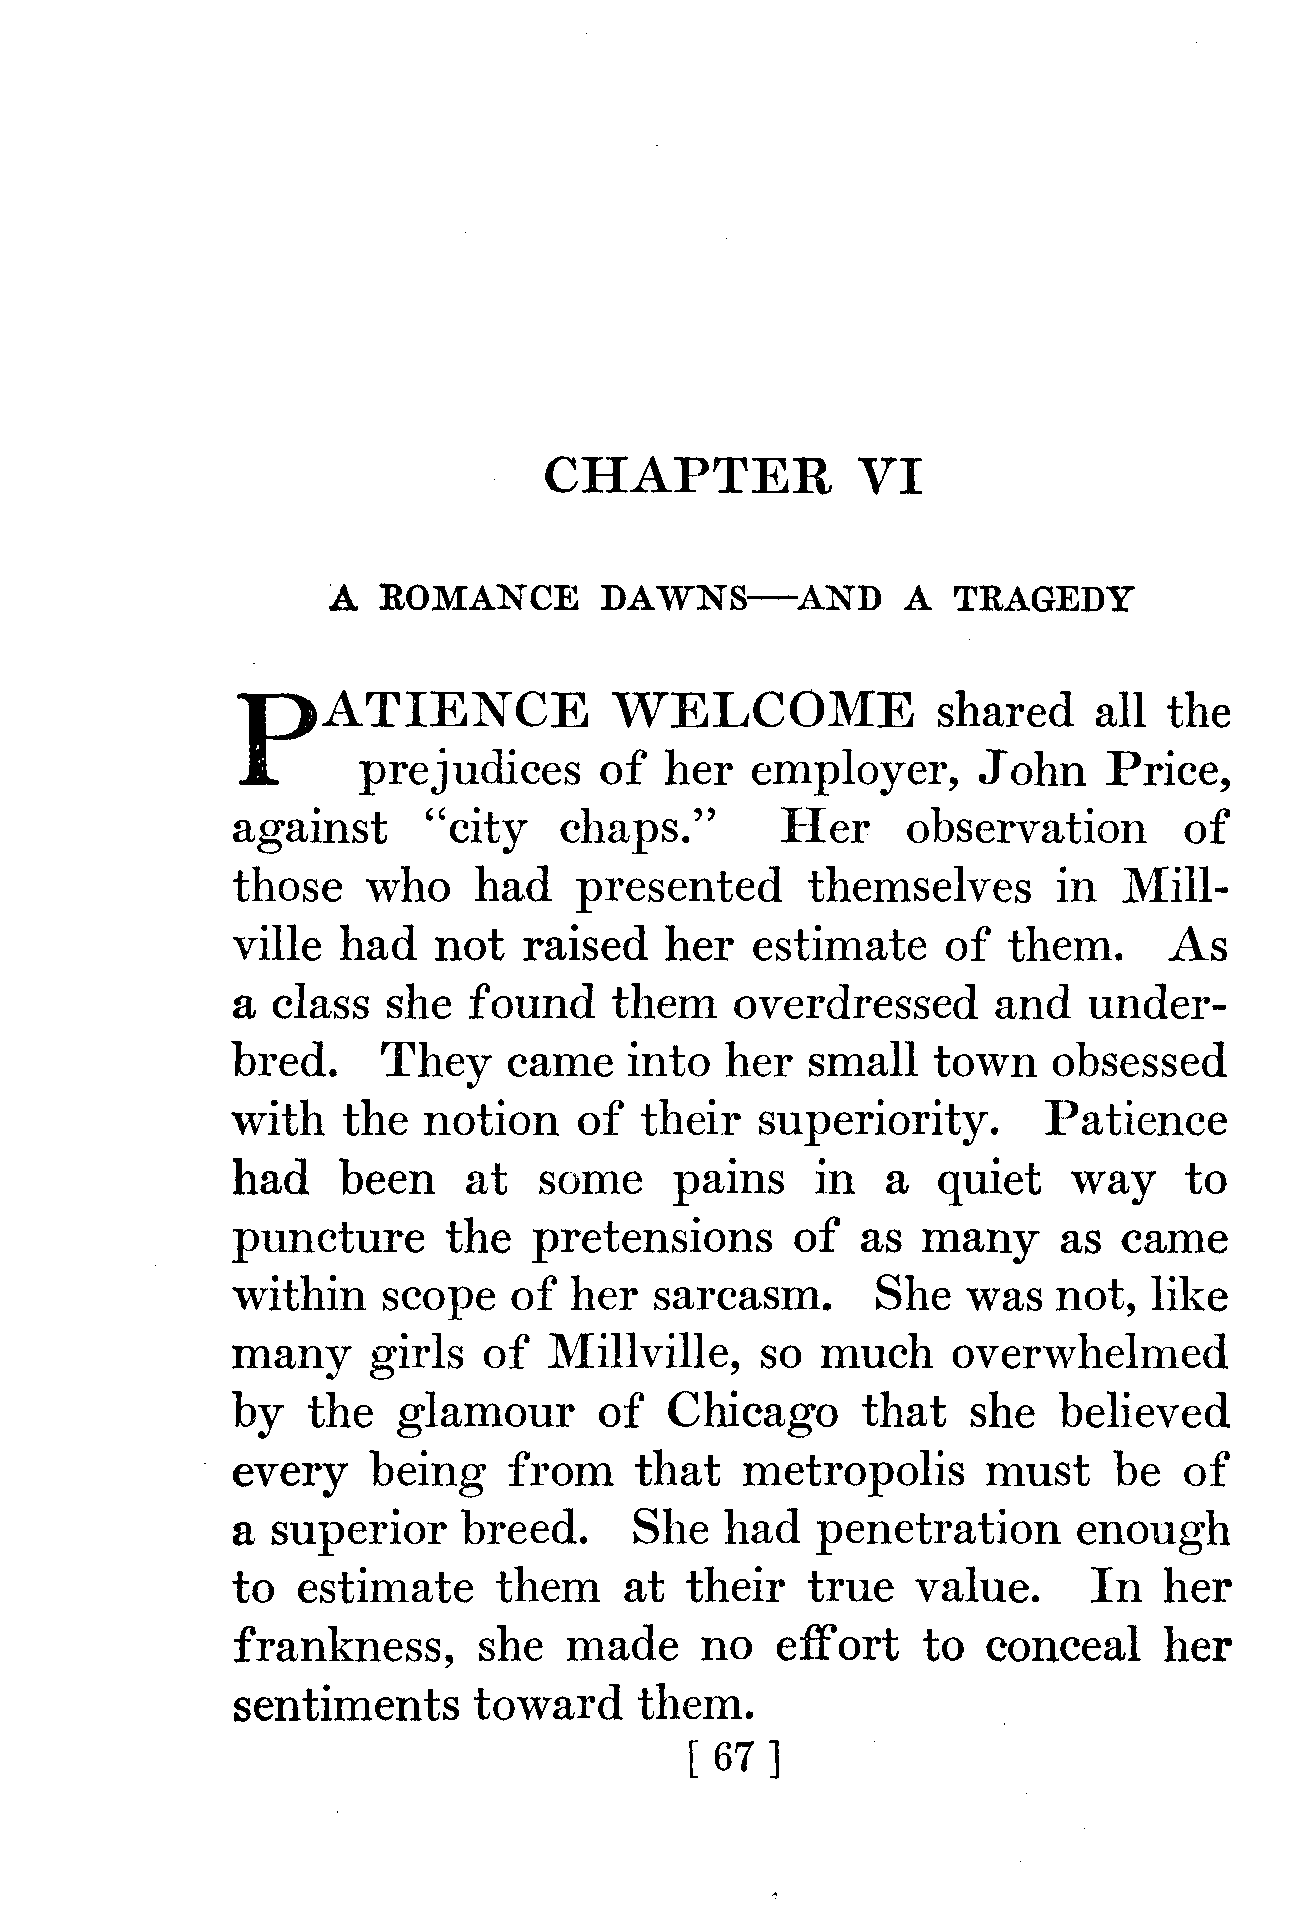 CHAPTER VI
A ROMANCE DAWNS—AND A TRAGEDY
PATIENCE WELCOME shared all the
prejudices of her employer, John Price,
against “city chaps.” Her observation of
those who had presented themselves in Mill-
ville had not raised her estimate of them. As
a class she found them overdressed and under-
bred. They came into her small town obsessed
with the notion of their superiority. Patience
had been at some pains in a quiet way to
puncture the pretensions of as many as came
within scope of her sarcasm. She was not, like
many girls of Millville, so much overwhelmed
by the glamour of Chicago that she believed
every being from that metropolis must be of
a superior breed. She had penetration enough
to estimate them at their true value. In her
frankness, she made no effort to conceal her
sentiments toward them.
[ 67 ]